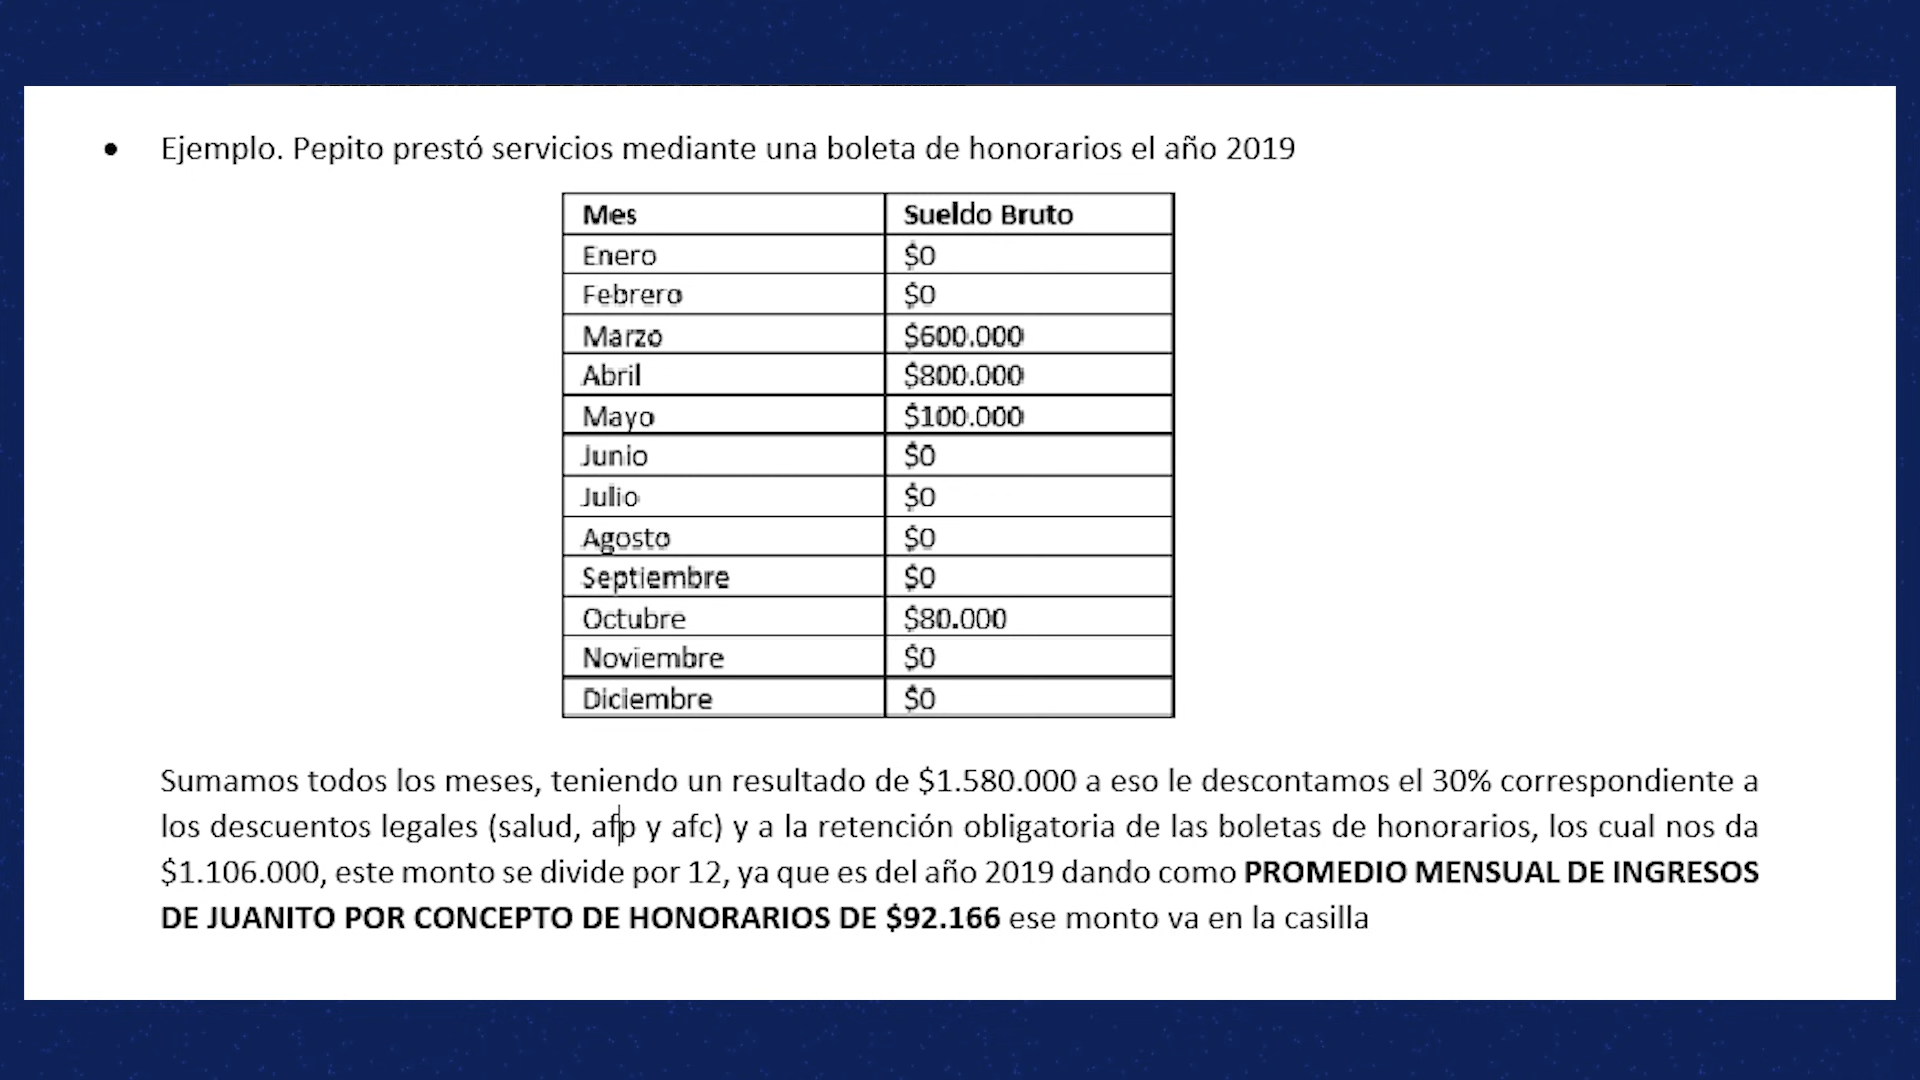 • Ejemplo. Pepito prestó servicios mediante una boleta de honorarios el año 2019
Mes Sueldo Bruto
Enero $0
Febrero $0
Marzo $600.000
Abril $800.000
Mayo $100.000
Junio $0
Julio $0
Agosto $0
Septiembre $0
Octubre $80.000
Noviembre $0
Diciembre $0
Sumamos todos los meses, teniendo un resultado de $1.580.000 a eso le descontamos el 30% correspondiente a
los descuentos legales (salud, afp y afc) y a la retención obligatoria de las boletas de honorarios, los cual nos da
$1.106.000, este monto se divide por 12, ya que es del año 2019 dando como PROMEDIO MENSUAL DE INGRESOS
DE JUANITO POR CONCEPTO DE HONORARIOS DE $92.166 ese monto va en la casilla